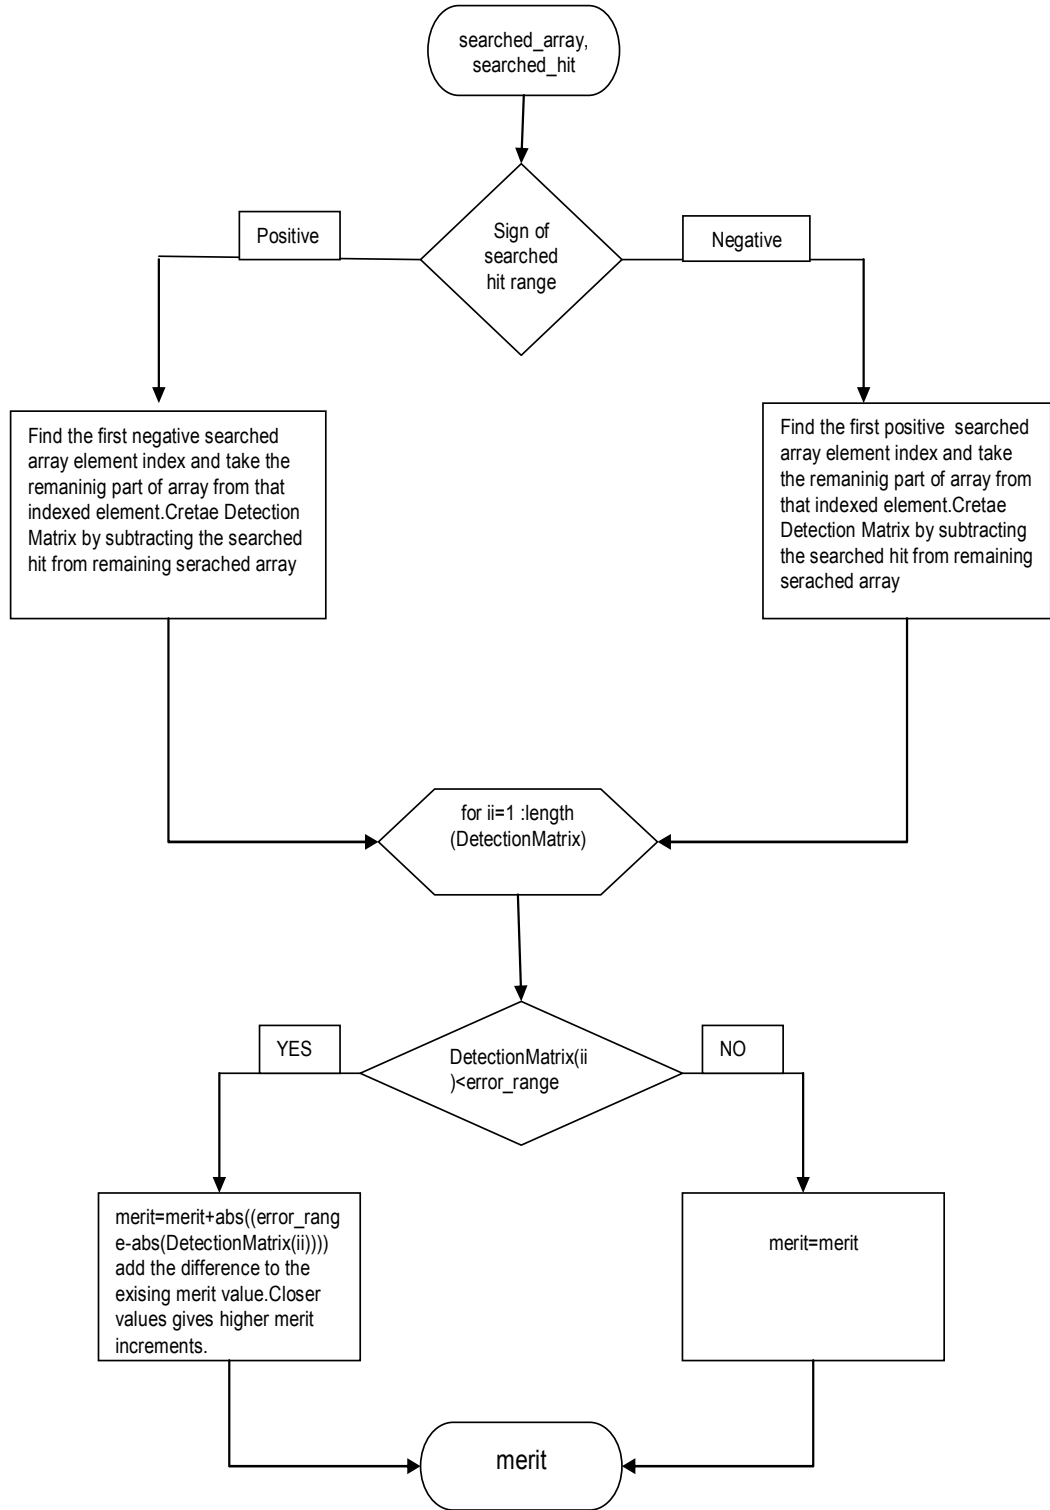 searched_array,
searched_hit
Sign of
searched
hit range
Positive
Negative
Find the first negative searched
array element index and take the
remaninig part of array from that
indexed element.Cretae Detection
Matrix by subtracting the searched
hit from remaining serached array
Find the first positive  searched
array element index and take
the remaninig part of array from
that indexed element.Cretae
Detection Matrix by subtracting
the searched hit from remaining
serached array
for ii=1 :length
(DetectionMatrix)
DetectionMatrix(ii
)<error_range
YES
NO
merit=merit+abs((error_rang
e-abs(DetectionMatrix(ii))))
add the difference to the
exising merit value.Closer
values gives higher merit
increments.
merit=merit
merit